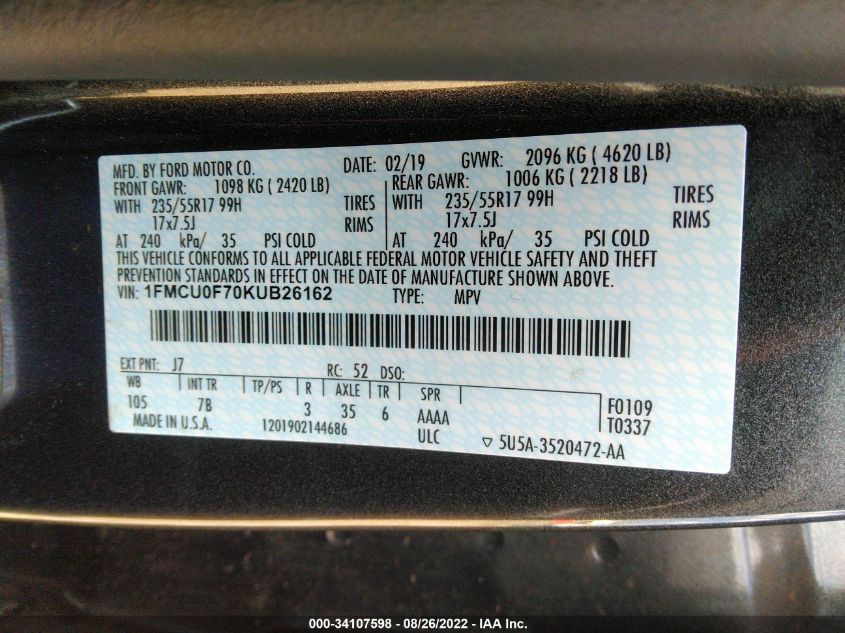 MFD. BY FORD MOTOR CO. DATE: 02/19 GVWR: 2096 KG ( 4620 LB)
FRONT GAWR: 1098 KG ( 2420 LB) REAR GAWR: 1006 KG ( 2218 LB)
WITH 235/55R17 99H TIRES WITH 235/55R17 99H TIRES
17x7.5J RIMS 17x7.5J RIMS
AT 240 kPa/ 35 PSI COLD AT 240 kPa/ 35 PSI COLD
THIS VEHICLE CONFORMS TO ALL APPLICABLE FEDERAL MOTOR VEHICLE SAFETY AND THEFT
PREVENTION STANDARDS IN EFFECT ON THE DATE OF MANUFACTURE SHOWN ABOVE.
VIN: 1FMCU0F70KUB26162 TYPE: MPV
EXT PNT: J7 RC: 52 DSO:
WB INT TR TP/PS R AXLE TR SPR
105 7B 3 35 6 AAAA F0109
MADE IN U.S.A. 1201902144686 ULC T0337
▽ 5U5A-3520472-AA
000-34107598 - 08/26/2022 - IAA Inc.